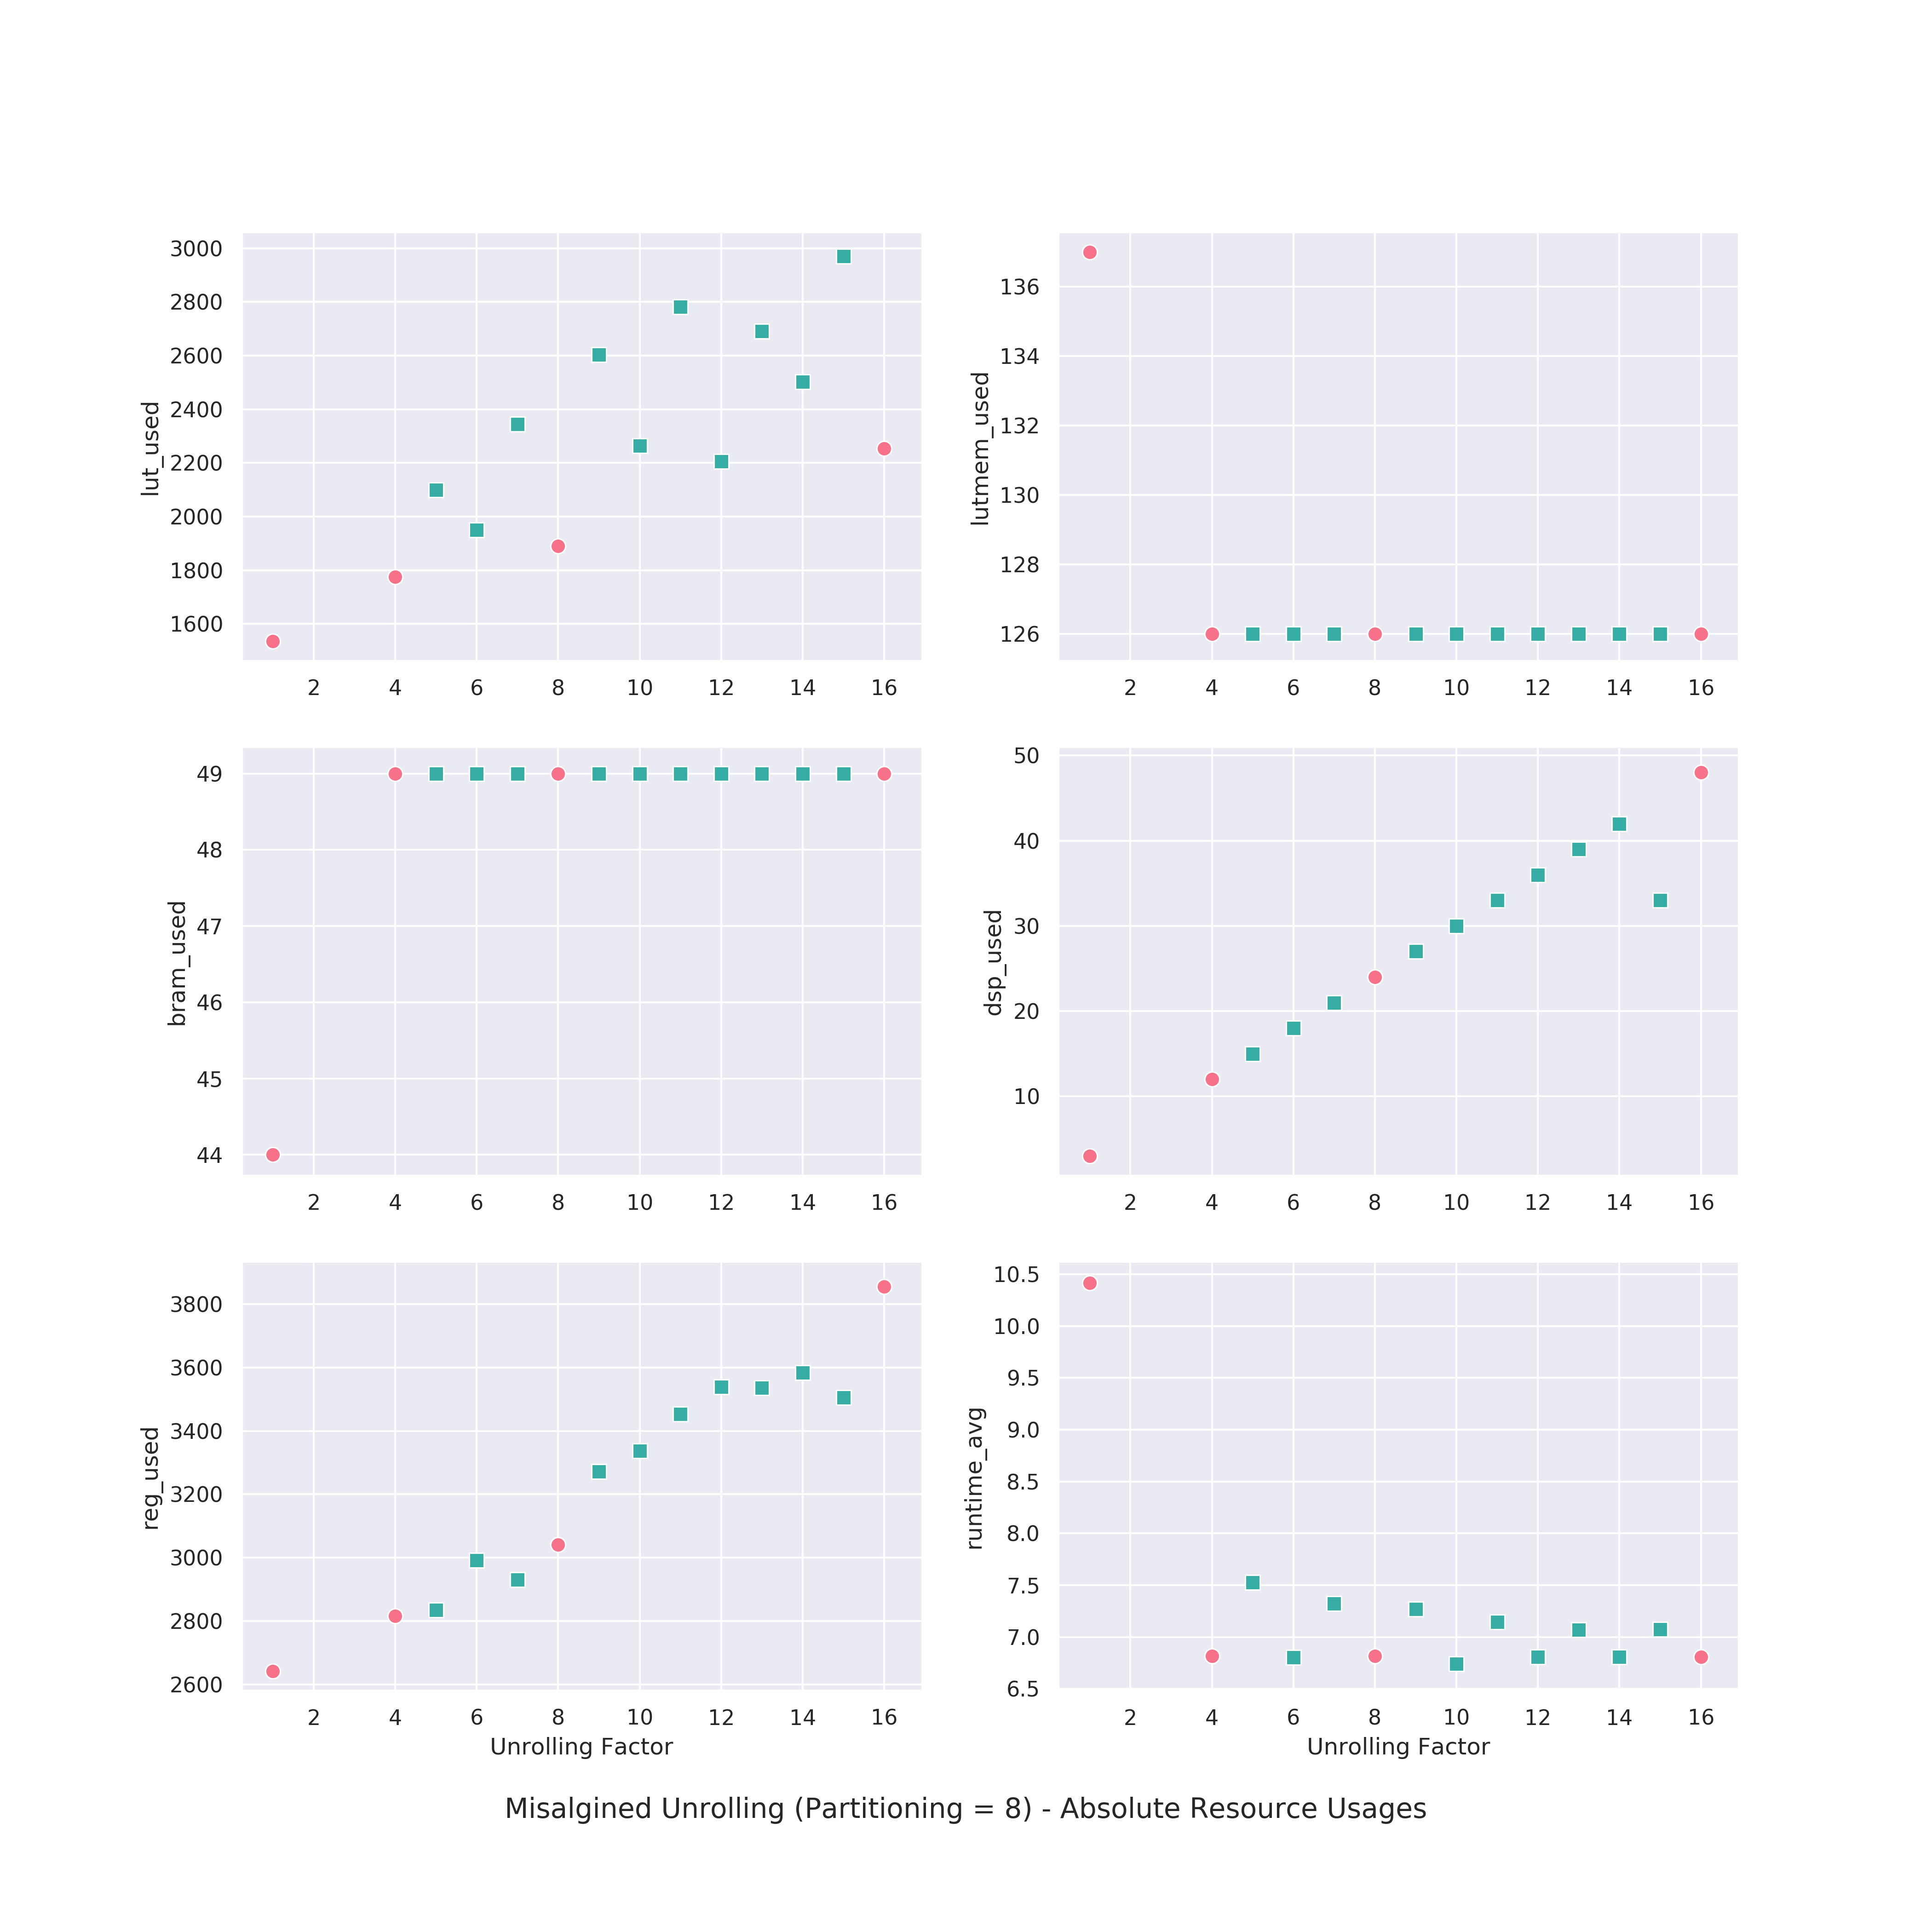 3000
2800
2600
2400
2200
2000
1800
1600
lut_used
2 4 6 8 10 12 14 16
136
134
132
130
128
126
lutmem_used
2 4 6 8 10 12 14 16
49
48
47
46
45
44
bram_used
2 4 6 8 10 12 14 16
50
40
30
20
10
dsp_used
2 4 6 8 10 12 14 16
3800
3600
3400
3200
3000
2800
2600
reg_used
2 4 6 8 10 12 14 16
Unrolling Factor
10.5
10.0
9.5
9.0
8.5
8.0
7.5
7.0
6.5
runtime_avg
2 4 6 8 10 12 14 16
Unrolling Factor
Misalgined Unrolling (Partitioning = 8) - Absolute Resource Usages